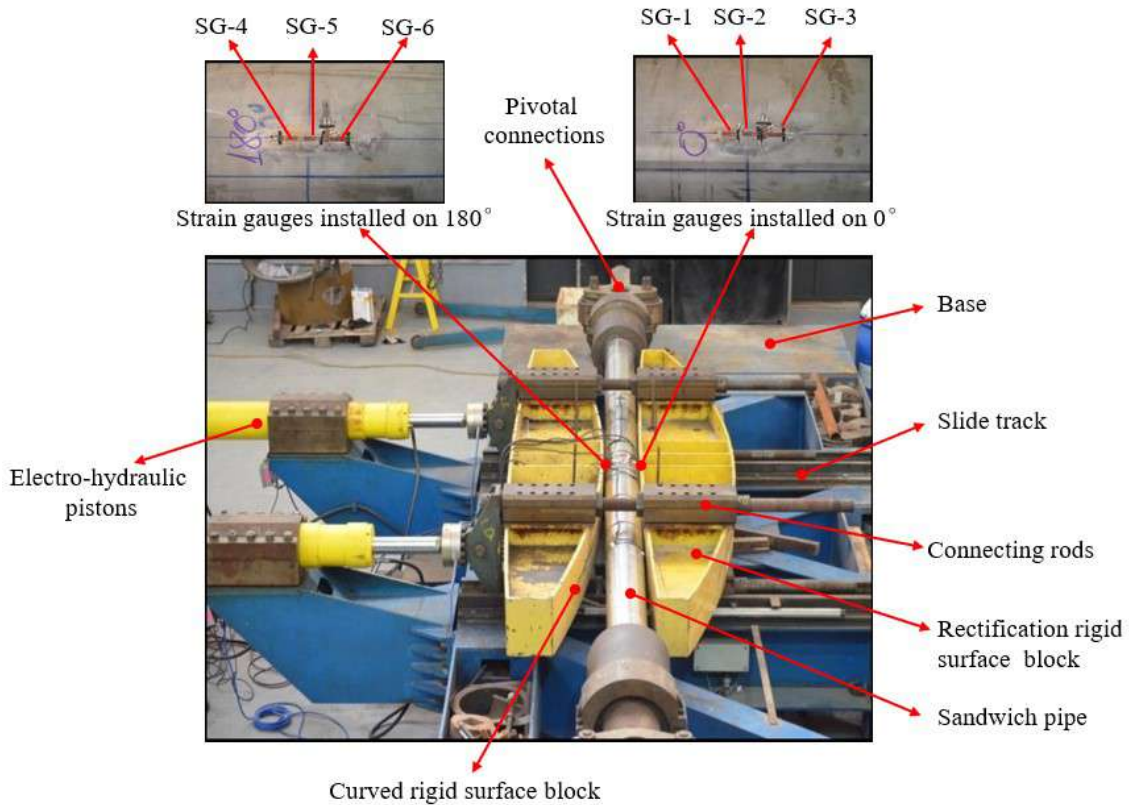 SG-4
SG-5
SG-6
SG-1
SG-2
SG-3
180°
0°
Pivotal
connections
Strain gauges installed on 180°
Strain gauges installed on 0°
Base
Slide track
Electro-hydraulic
pistons
Connecting rods
Rectification rigid
surface block
Sandwich pipe
Curved rigid surface block